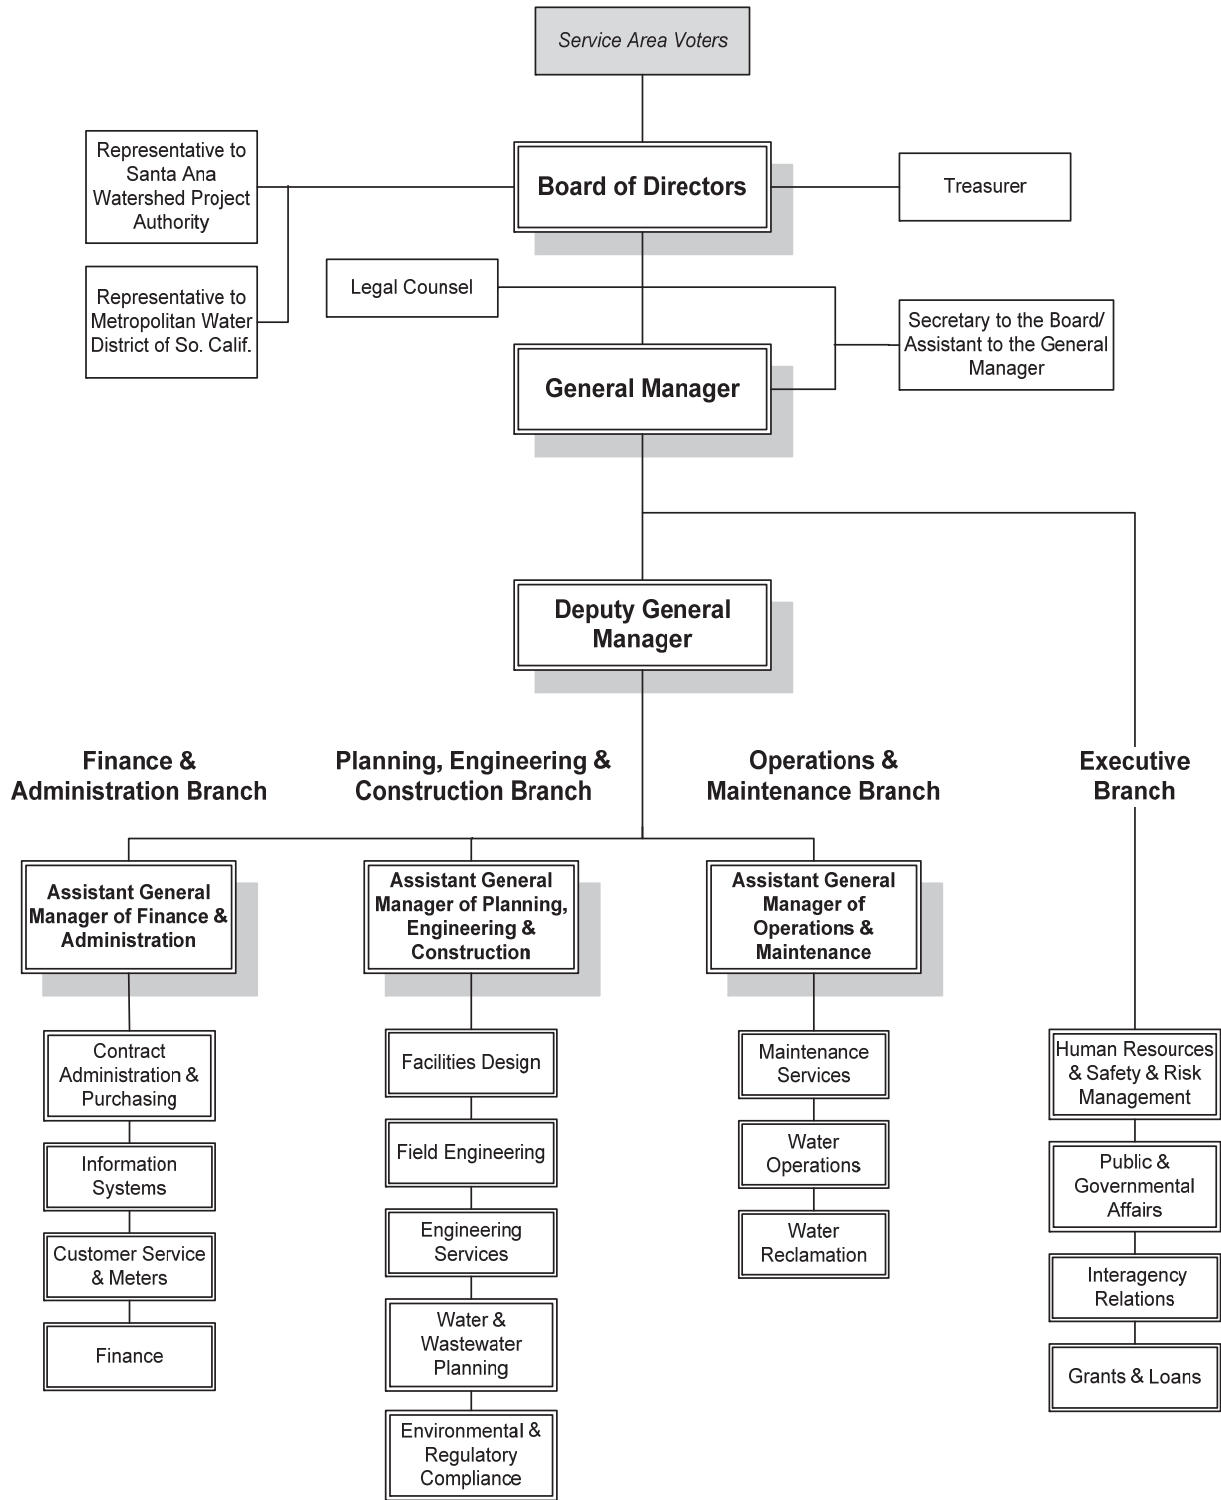 Service Area Voters
Representative to
Santa Ana
Watershed Project
Authority
Board of Directors
Treasurer
Legal Counsel
Representative to
Metropolitan Water
District of So. Calif.
Secretary to the Board/
Assistant to the General
Manager
General Manager
Deputy General
Manager
Finance &
Administration Branch
Planning, Engineering &
Construction Branch
Operations &
Maintenance Branch
Executive
Branch
Assistant General
Manager of Finance &
Administration
Assistant General
Manager of Planning,
Engineering &
Construction
Assistant General
Manager of
Operations &
Maintenance
Contract
Administration &
Purchasing
Information
Systems
Customer Service
& Meters
Finance
Facilities Design
Field Engineering
Engineering
Services
Water &
Wastewater
Planning
Environmental &
Regulatory
Compliance
Maintenance
Services
Water
Operations
Water
Reclamation
Human Resources
& Safety & Risk
Management
Public &
Governmental
Affairs
Interagency
Relations
Grants & Loans